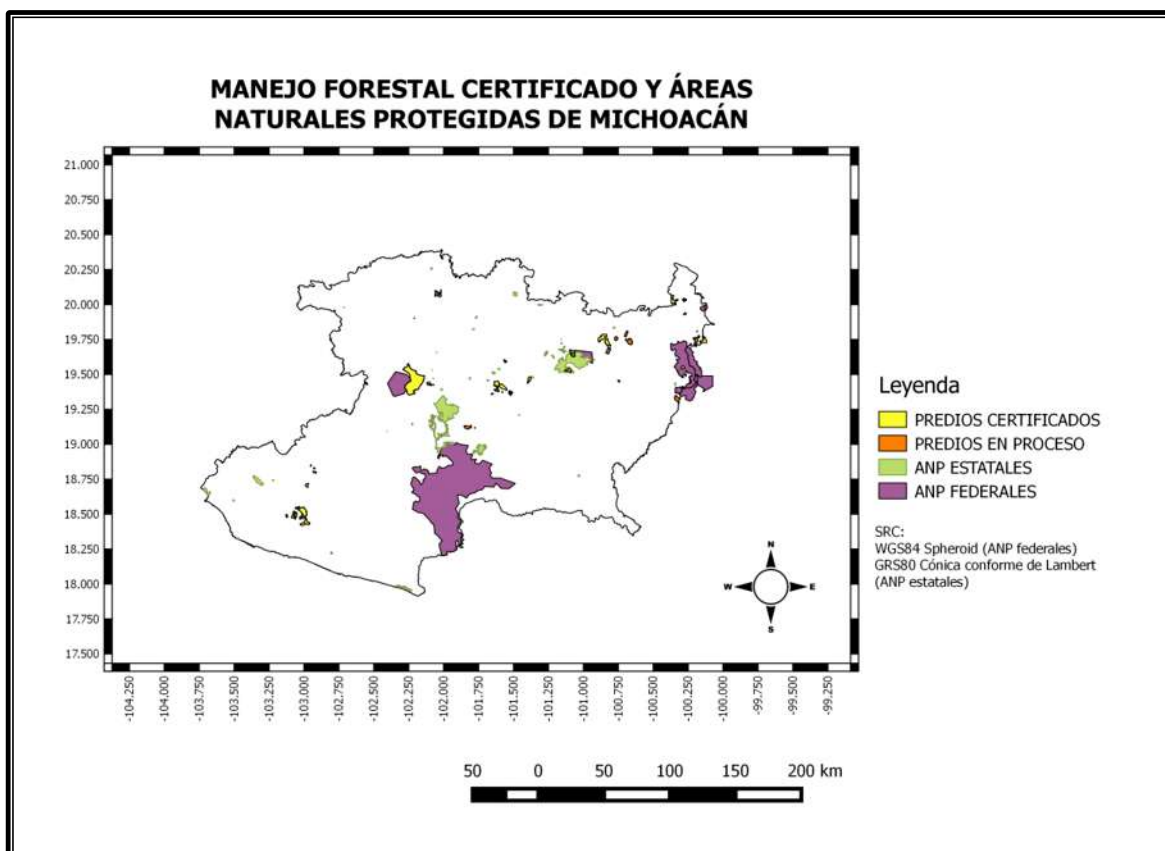 MANEJO FORESTAL CERTIFICADO Y ÁREAS
NATURALES PROTEGIDAS DE MICHOACÁN
21.000
20.750
20.500
20.250
20.000
19.750
19.500
19.250
19.000
18.750
18.500
18.250
18.000
17.750
17.500
-104.250
-104.000
-103.750
-103.500
-103.250
-103.000
-102.750
-102.500
-102.250
-102.000
-101.750
-101.500
-101.250
-101.000
-100.750
-100.500
-100.250
-100.000
-99.750
-99.500
-99.250
N
W E
S
Leyenda
PREDIOS CERTIFICADOS
PREDIOS EN PROCESO
ANP ESTATALES
ANP FEDERALES
SRC:
WGS84 Spheroid (ANP federales)
GRS80 Cónica conforme de Lambert
(ANP estatales)
50 0 50 100 150 200 km